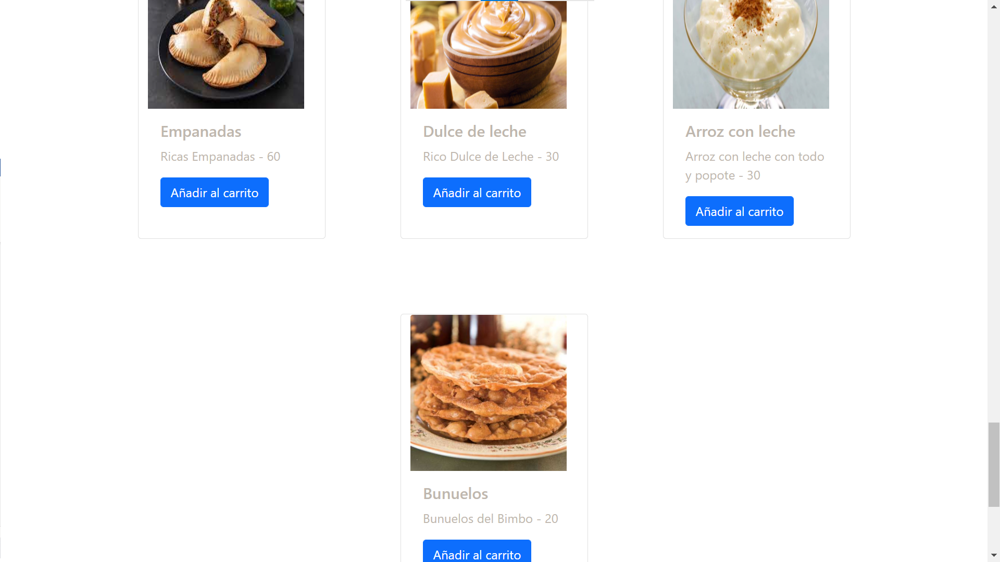 Empanadas
Ricas Empanadas - 60
Añadir al carrito
Dulce de leche
Rico Dulce de Leche - 30
Añadir al carrito
Arroz con leche
Arroz con leche con todo
y popote - 30
Añadir al carrito
Bunuelos
Bunuelos del Bimbo - 20
Añadir al carrito